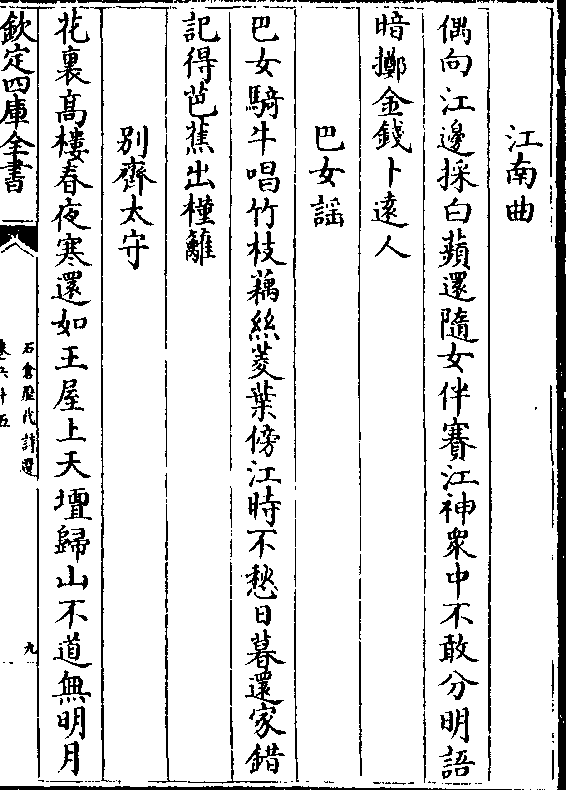 江南曲
偶向江邊採白蘋還隨女伴賽江神衆中不敢分明語
暗擲金錢卜遠人
巴女謡
巴女騎牛唱竹枝藕絲菱葉傍江時不愁日暮還家錯
記得芭蕉出槿籬
别齊太守
花裏髙樓春夜寒還如王屋上天壇歸山不道無明月
欽定四庫全書
石倉歴代詩選
卷六十五
九